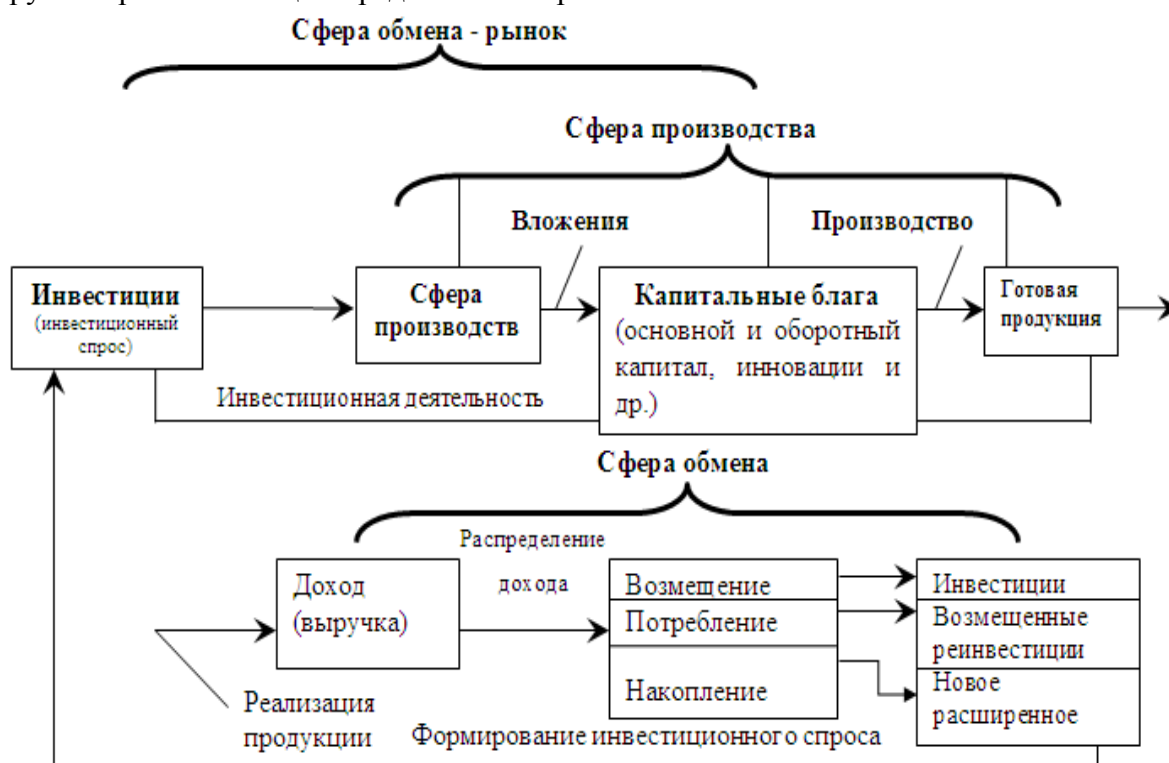 Сфера обмена - рынок
Сфера производства
Вложения
Производство
Инвестиции
(инвестиционный
спрос)
Сфера
производств
Капитальные блага
(основной и оборотный
капитал, инновации и
др.)
Готовая
продукция
Инвестиционная деятельность
Сфера обмена
Распределение
дохода
Доход
(выручка)
Возмещение
Потребление
Накопление
Инвестиции
Возмещенные
реинвестиции
Новое
расширенное
Реализация
продукции
Формирование инвестиционного спроса